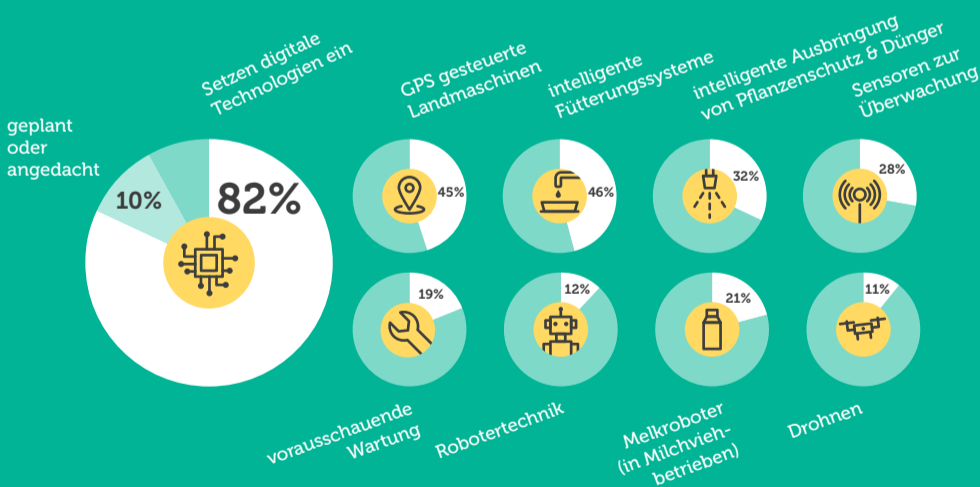 Setzen digitale
Technologien ein
geplant
oder
angedacht
10%
82%
GPS gesteuerte
Landmaschinen
45%
intelligente
Fütterungssysteme
46%
intelligente Ausbringung
von Pflanzenschutz & Dünger
32%
Sensoren zur
Überwachung
28%
19%
vorausschauende
Wartung
12%
Robotertechnik
21%
Melkroboter
(in Milchvieh-
betrieben)
11%
Drohnen